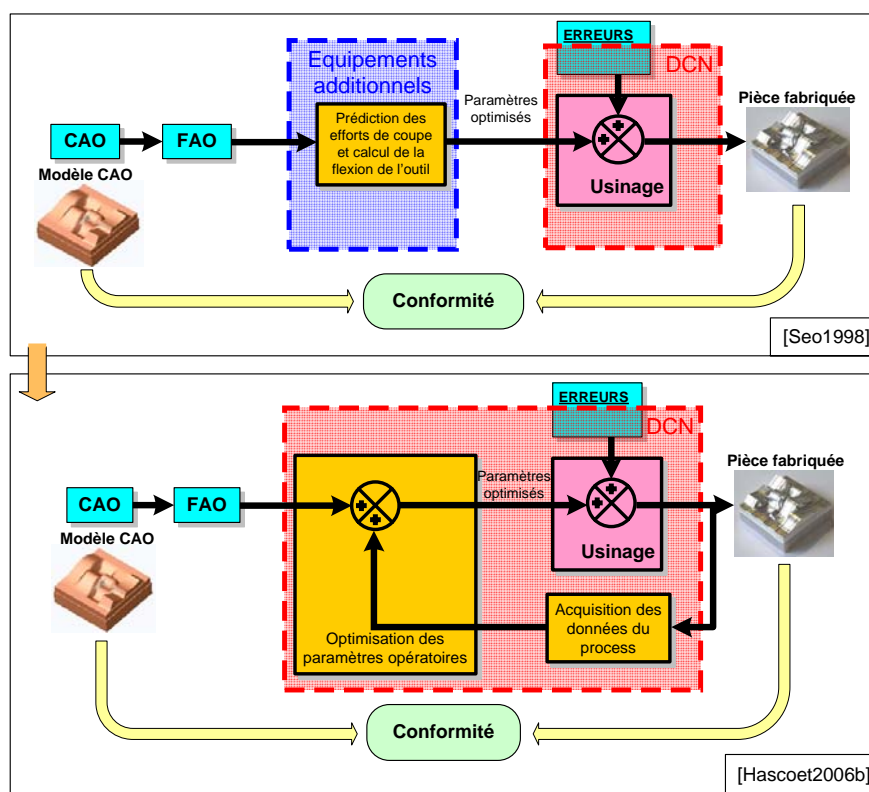 ERREURS
DCN
Equipements
additionnels
Paramètres
optimisés
Pièce fabriquée
Prédiction des
efforts de coupe
et calcul de la
flexion de l'outil
CAO
FAO
Modèle CAO
Usinage
Conformité
[Seo1998]
ERREURS
DCN
Pièce fabriquée
Paramètres
optimisés
CAO
FAO
Modèle CAO
Usinage
Acquisition des
données du
process
Optimisation des
paramètres opératoires
Conformité
[Hascoet2006b]